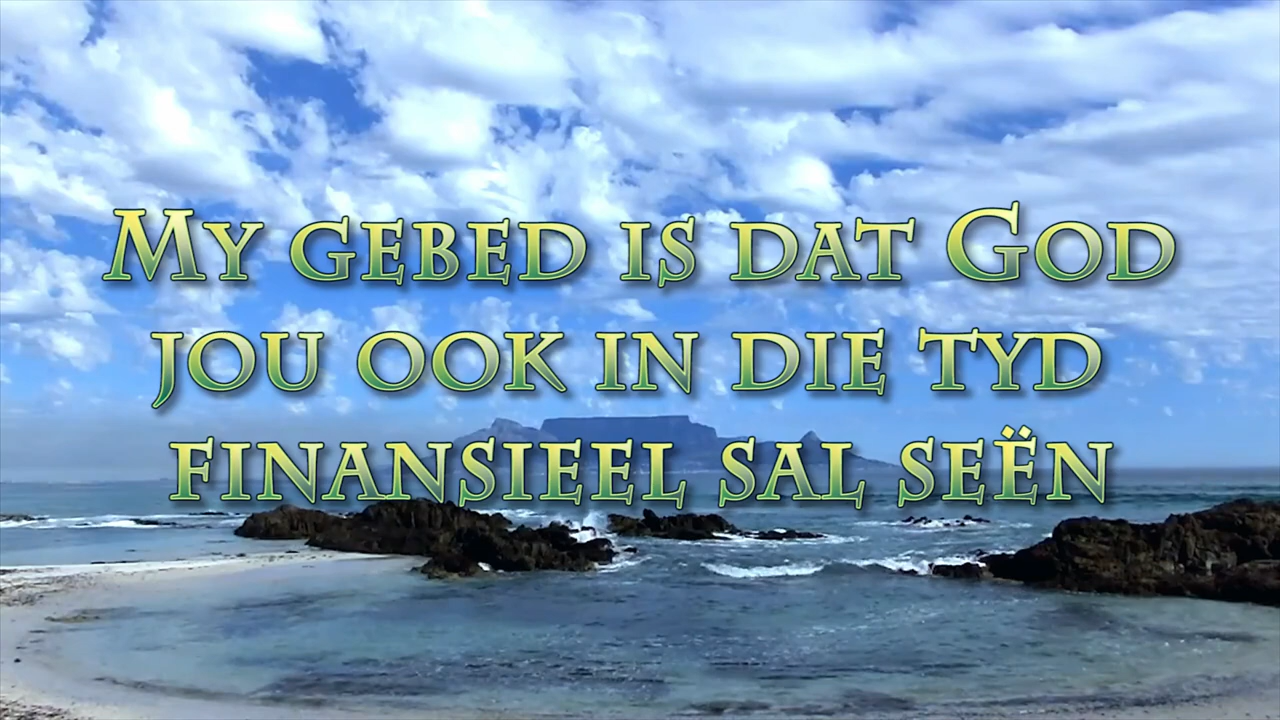 My gebed is dat God
jou ook in die tyd
finansieel sal seën